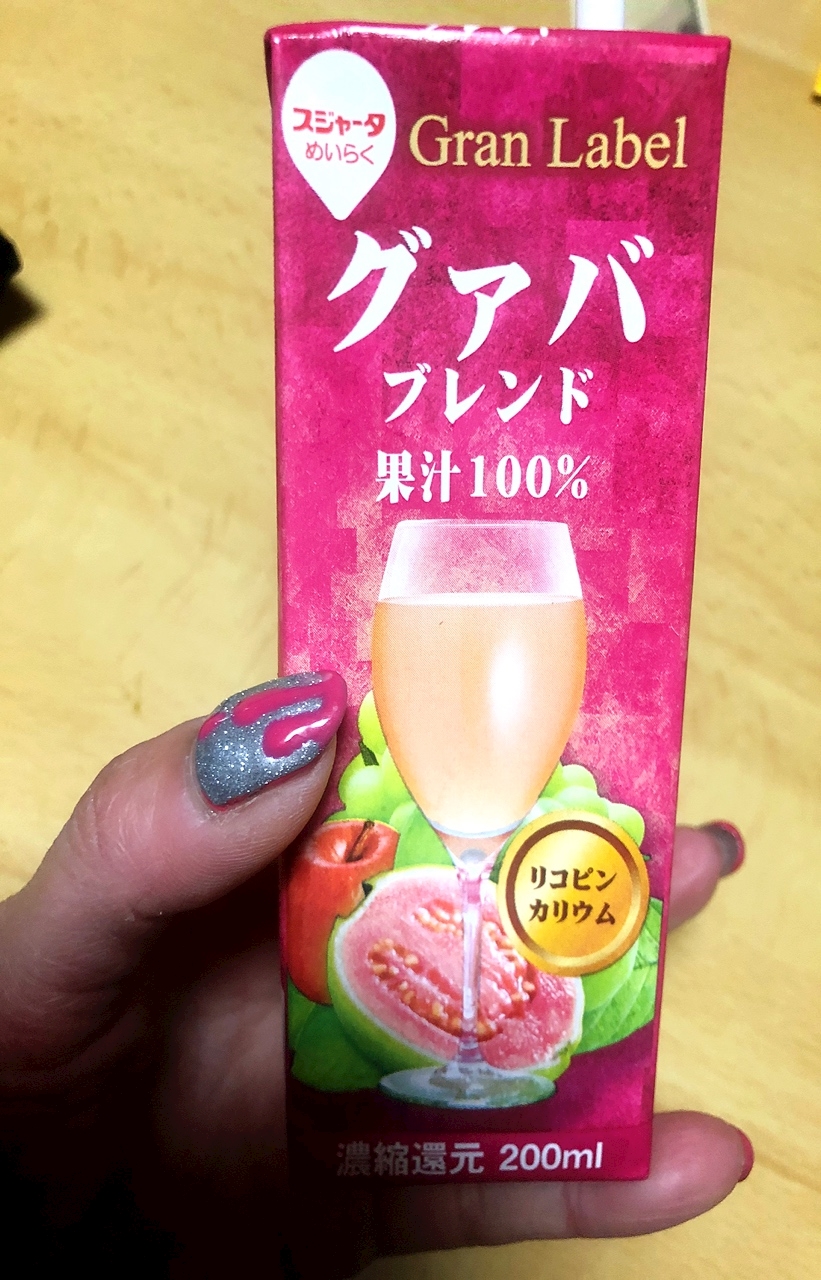 スジャータ
めいらく
Gran Label
グァバ
ブレンド
果汁100%
リコピン
カリウム
濃縮還元 200ml